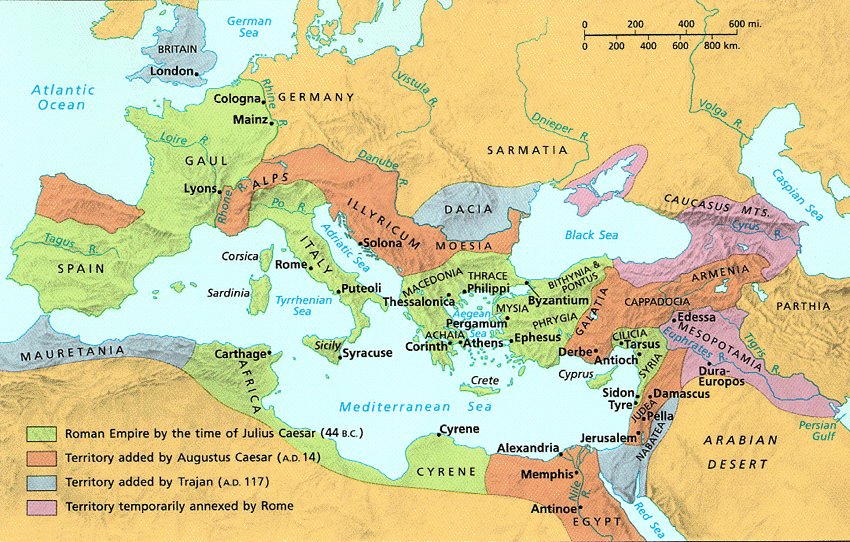 German
Sea
600 mi.
0 200 400
0 200 400 600 800 km.
BRITAIN
London
Atlantic
Ocean
Cologna
Rhine R.
GERMANY
Mainz
Vistula R.
Volga R.
Dnieper R.
Loire R.
SARMATIA
GAUL
Danube R.
Lyons
Rhone R.
ALPS
Caspian Sea
CAUCASUS MTS.
Po R.
ILLYRICUM
DACIA
Cyrus R.
Tagus R.
Adriatic Sea
Solona
MOESIA
Black Sea
SPAIN
Corsica
ITALY
Rome
ARMENIA
MACEDONIA
THRACE
BITHYNIA &
PONTUS
Sardinia
Puteoli
Philippi
Thessalonica
Byzantium
GALATIA
CAPPADOCIA
PARTHIA
Tyrrhenian
Sea
Aegean
Sea
MYSIA
Pergamum
PHRYGIA
Edessa
MESOPOTAMIA
Tigris R.
CILICIA
Tarsus
Euphrates R.
MAURETANIA
Carthage
Sicily
Syracuse
ACHAIA
Corinth
Athens
Ephesus
Derbe
Antioch
SYRIA
Dura-
Europos
AFRICA
Crete
Cyprus
Mediterranean Sea
Sidon
Tyre
Damascus
JUDEA
Pella
Persian
Gulf
Roman Empire by the time of Julius Caesar (44 B.C.)
Cyrene
Alexandria
Jerusalem
NABATEA
ARABIAN
DESERT
Territory added by Augustus Caesar (A.D. 14)
CYRENE
Memphis
Territory added by Trajan (A.D. 117)
Nile R.
Territory temporarily annexed by Rome
Antinoe
EGYPT
Red Sea